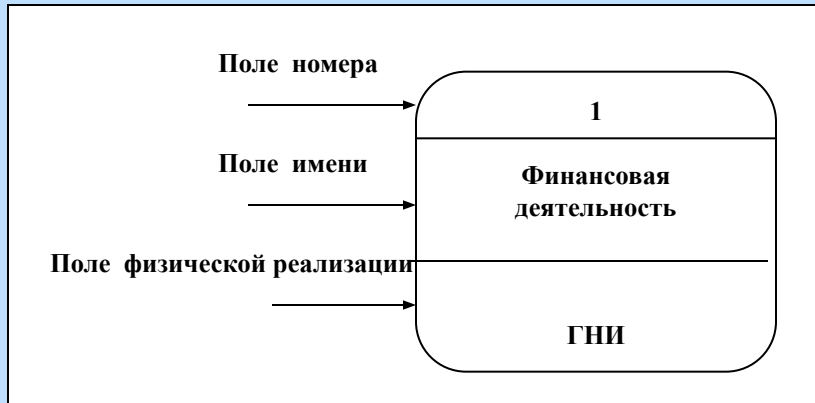 Поле номера
1
Поле имени
Финансовая
деятельность
Поле физической реализации
ГНИ